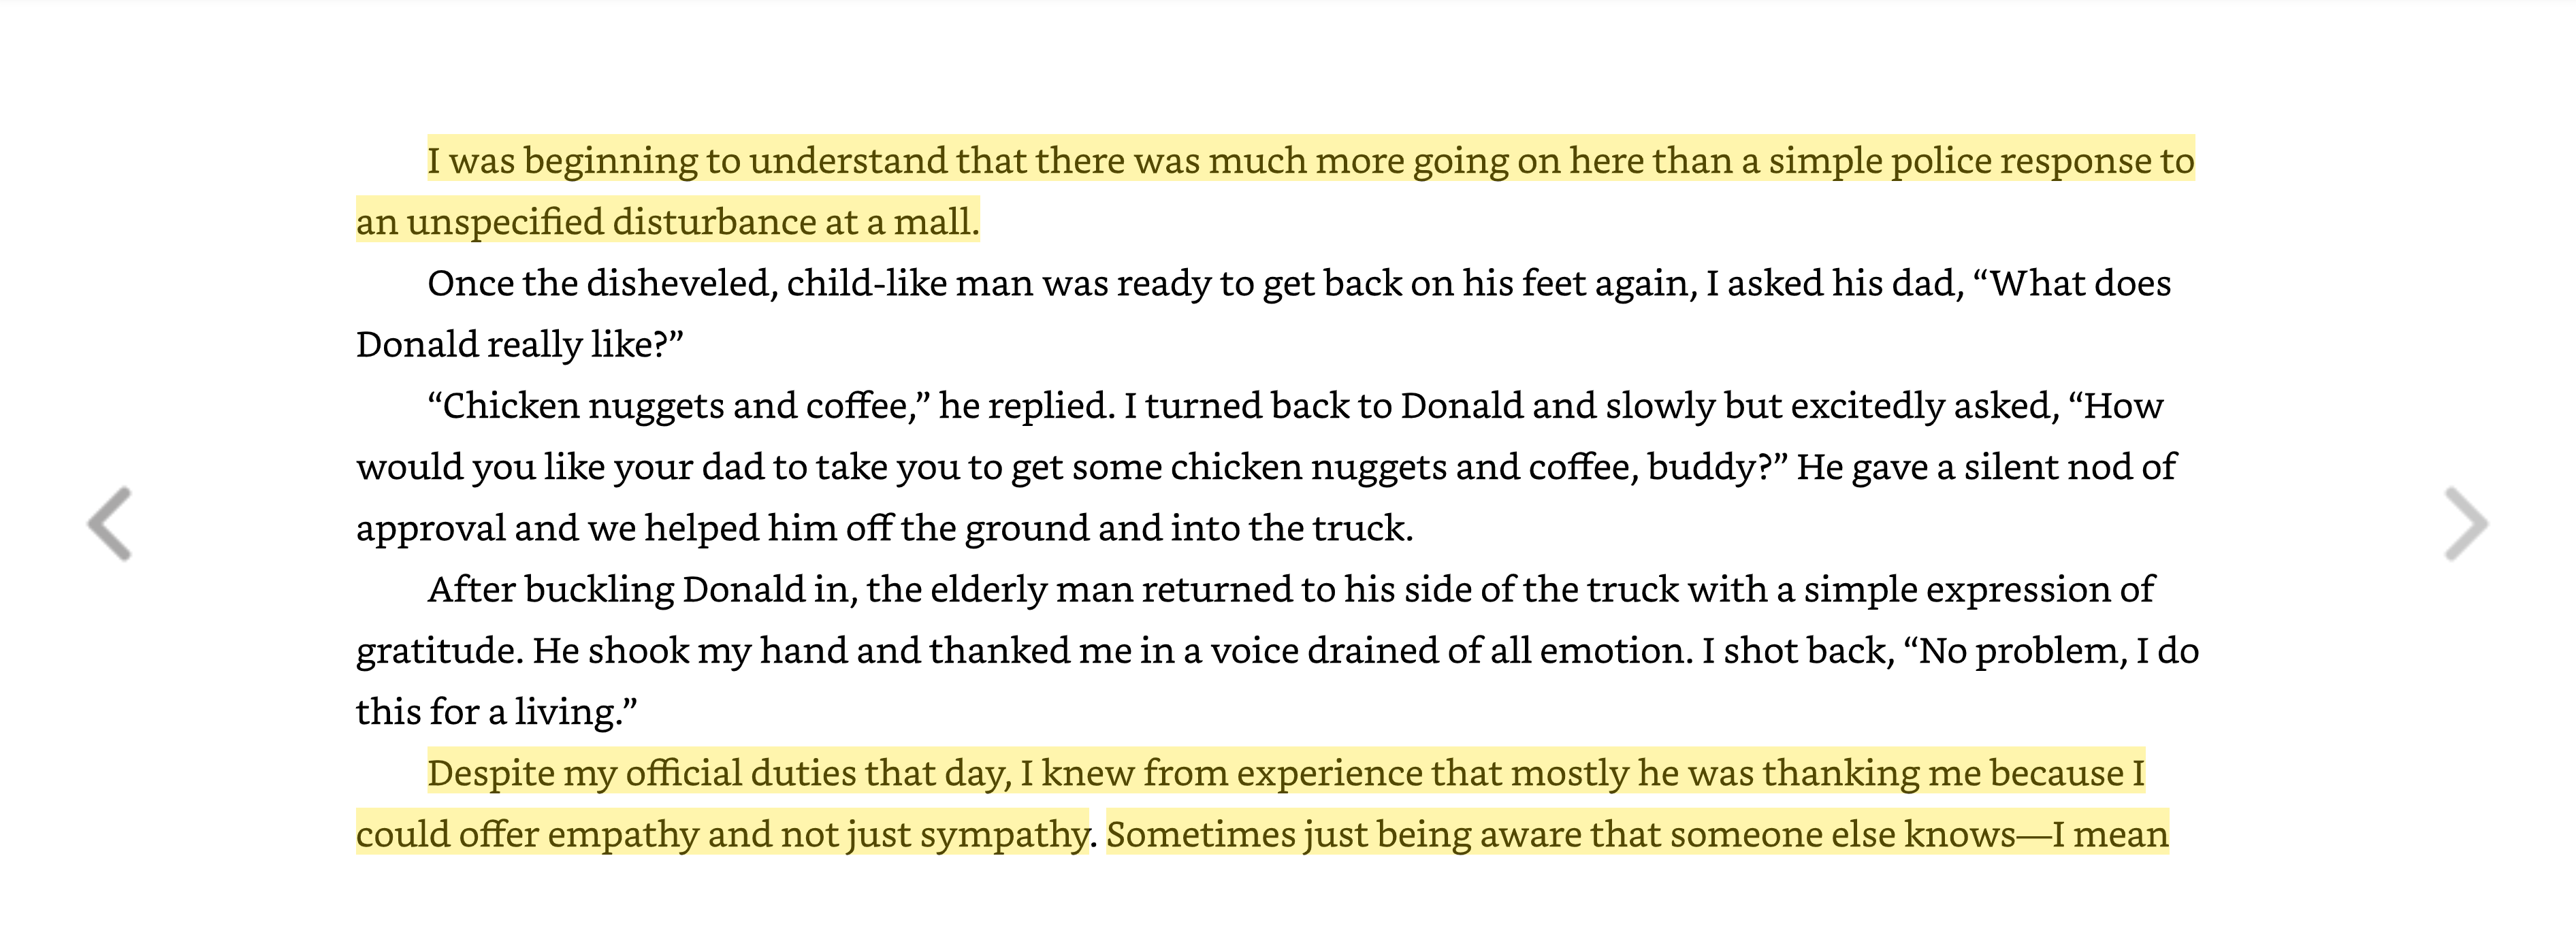 I was beginning to understand that there was much more going on here than a simple police response to
an unspecified disturbance at a mall.
Once the disheveled, child-like man was ready to get back on his feet again, I asked his dad, “What does
Donald really like?”
“Chicken nuggets and coffee,” he replied. I turned back to Donald and slowly but excitedly asked, “How
would you like your dad to take you to get some chicken nuggets and coffee, buddy?” He gave a silent nod of
approval and we helped him off the ground and into the truck.
After buckling Donald in, the elderly man returned to his side of the truck with a simple expression of
gratitude. He shook my hand and thanked me in a voice drained of all emotion. I shot back, “No problem, I do
this for a living.”
Despite my official duties that day, I knew from experience that mostly he was thanking me because I
could offer empathy and not just sympathy. Sometimes just being aware that someone else knows—I mean